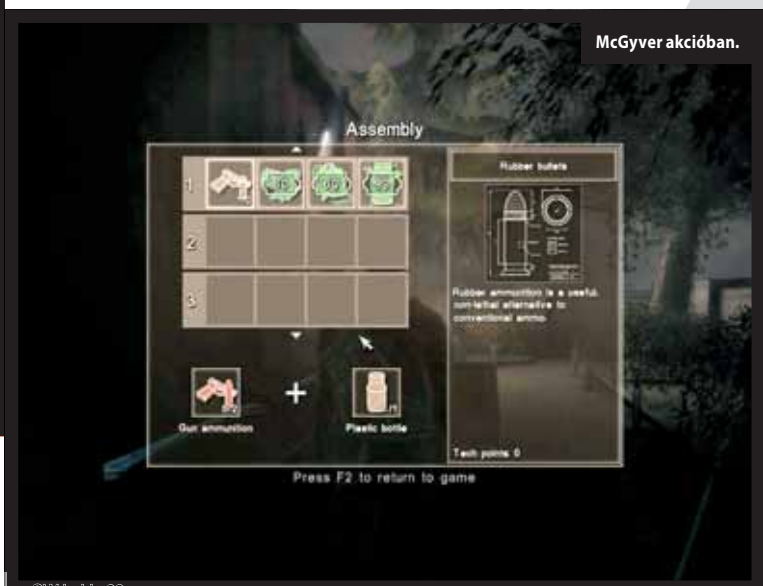 McGyver akcióban.
Assembly
1
2
3
Rubber bullets
Rubber ammunition is a useful,
non-lethal alternative to
conventional ammo.
Gun ammunition
+
Plastic bottle
Tech points 0
Press F2 to return to game